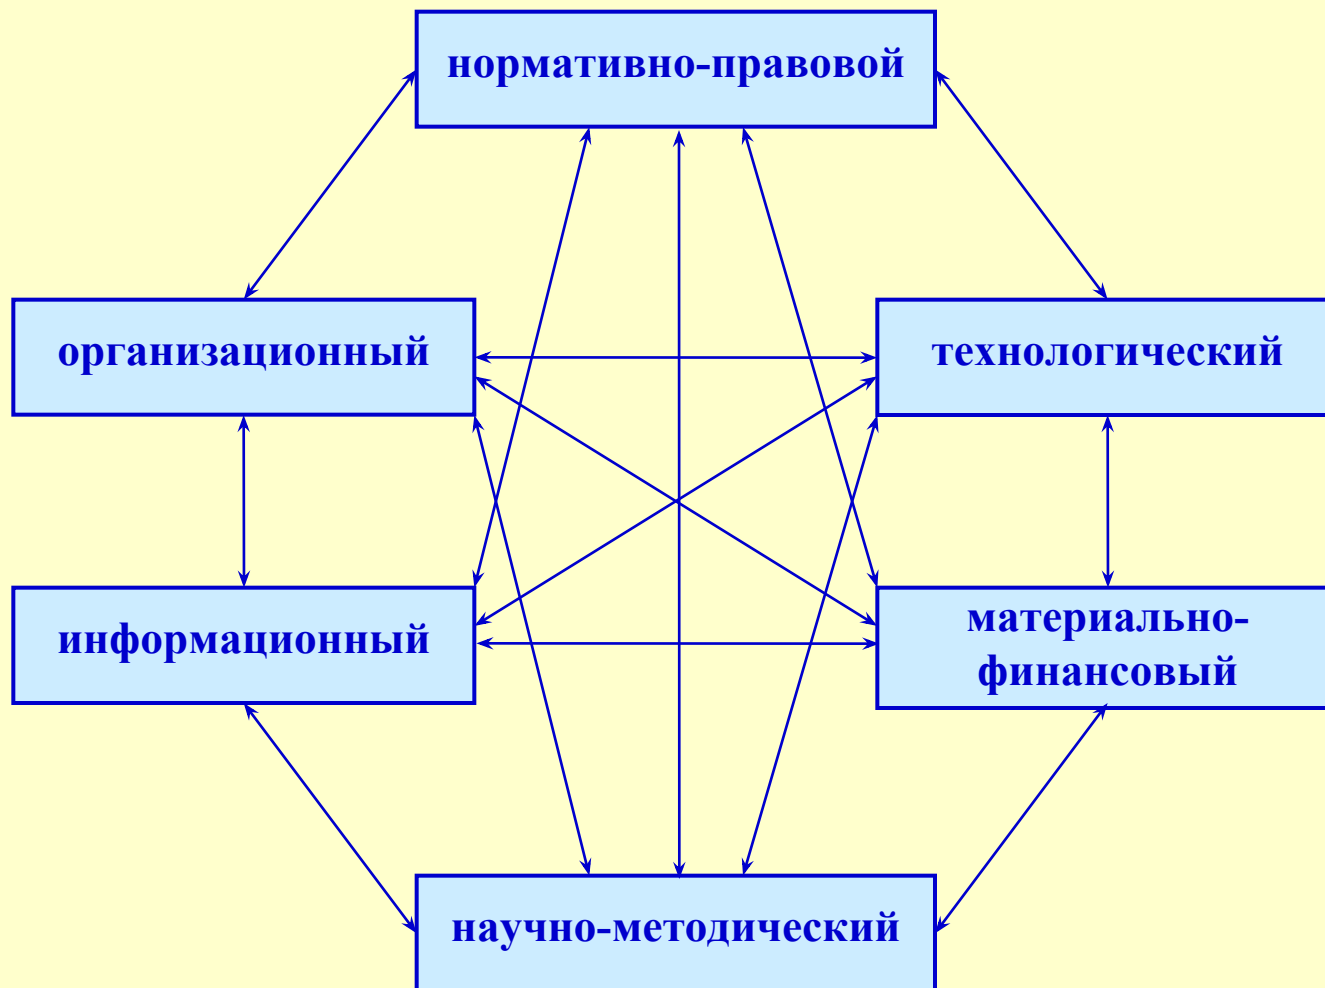 нормативно-правовой
организационный
технологический
информационный
материально-
финансовый
научно-методический